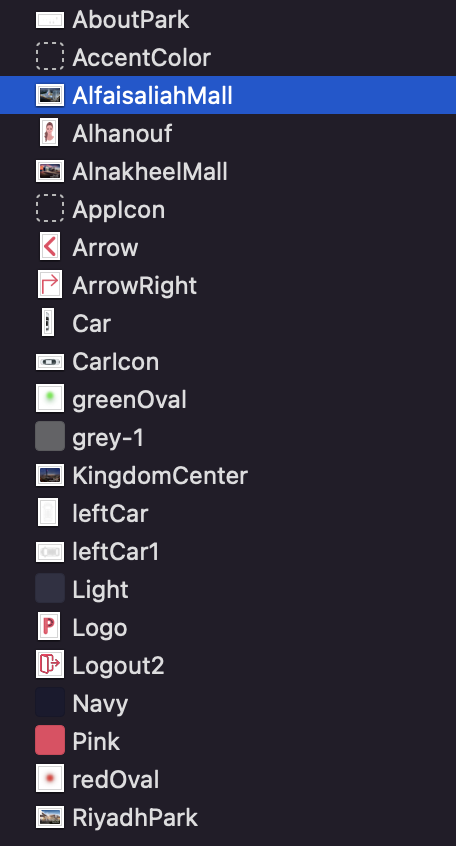 AboutPark
AccentColor
AlfaisaliahMall
Alhanouf
AlnakheelMall
AppIcon
Arrow
ArrowRight
Car
CarIcon
greenOval
grey-1
KingdomCenter
leftCar
leftCar1
Light
Logo
Logout2
Navy
Pink
redOval
RiyadhPark